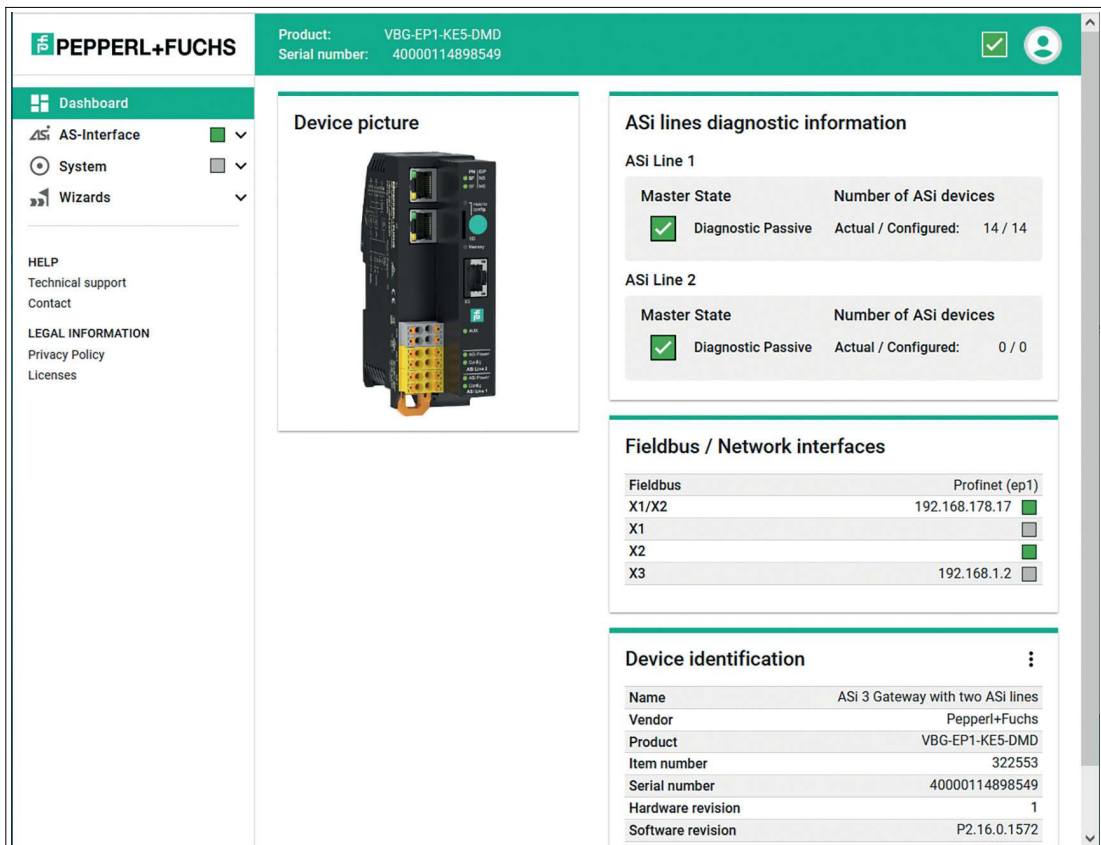 PEPPERL+FUCHS
Product: VBG-EP1-KE5-DMD
Serial number: 40000114898549
Dashboard
AS-Interface
System
Wizards
HELP
Technical support
Contact
LEGAL INFORMATION
Privacy Policy
Licenses
Device picture
ASi lines diagnostic information
ASi Line 1
Master State Number of ASi devices
Diagnostic Passive Actual / Configured: 14 / 14
ASi Line 2
Master State Number of ASi devices
Diagnostic Passive Actual / Configured: 0 / 0
Fieldbus / Network interfaces
Fieldbus Profinet (ep1)
X1/X2 192.168.178.17
X1
X2
X3 192.168.1.2
Device identification
Name ASi 3 Gateway with two ASi lines
Vendor Pepperl+Fuchs
Product VBG-EP1-KE5-DMD
Item number 322553
Serial number 40000114898549
Hardware revision 1
Software revision P2.16.0.1572